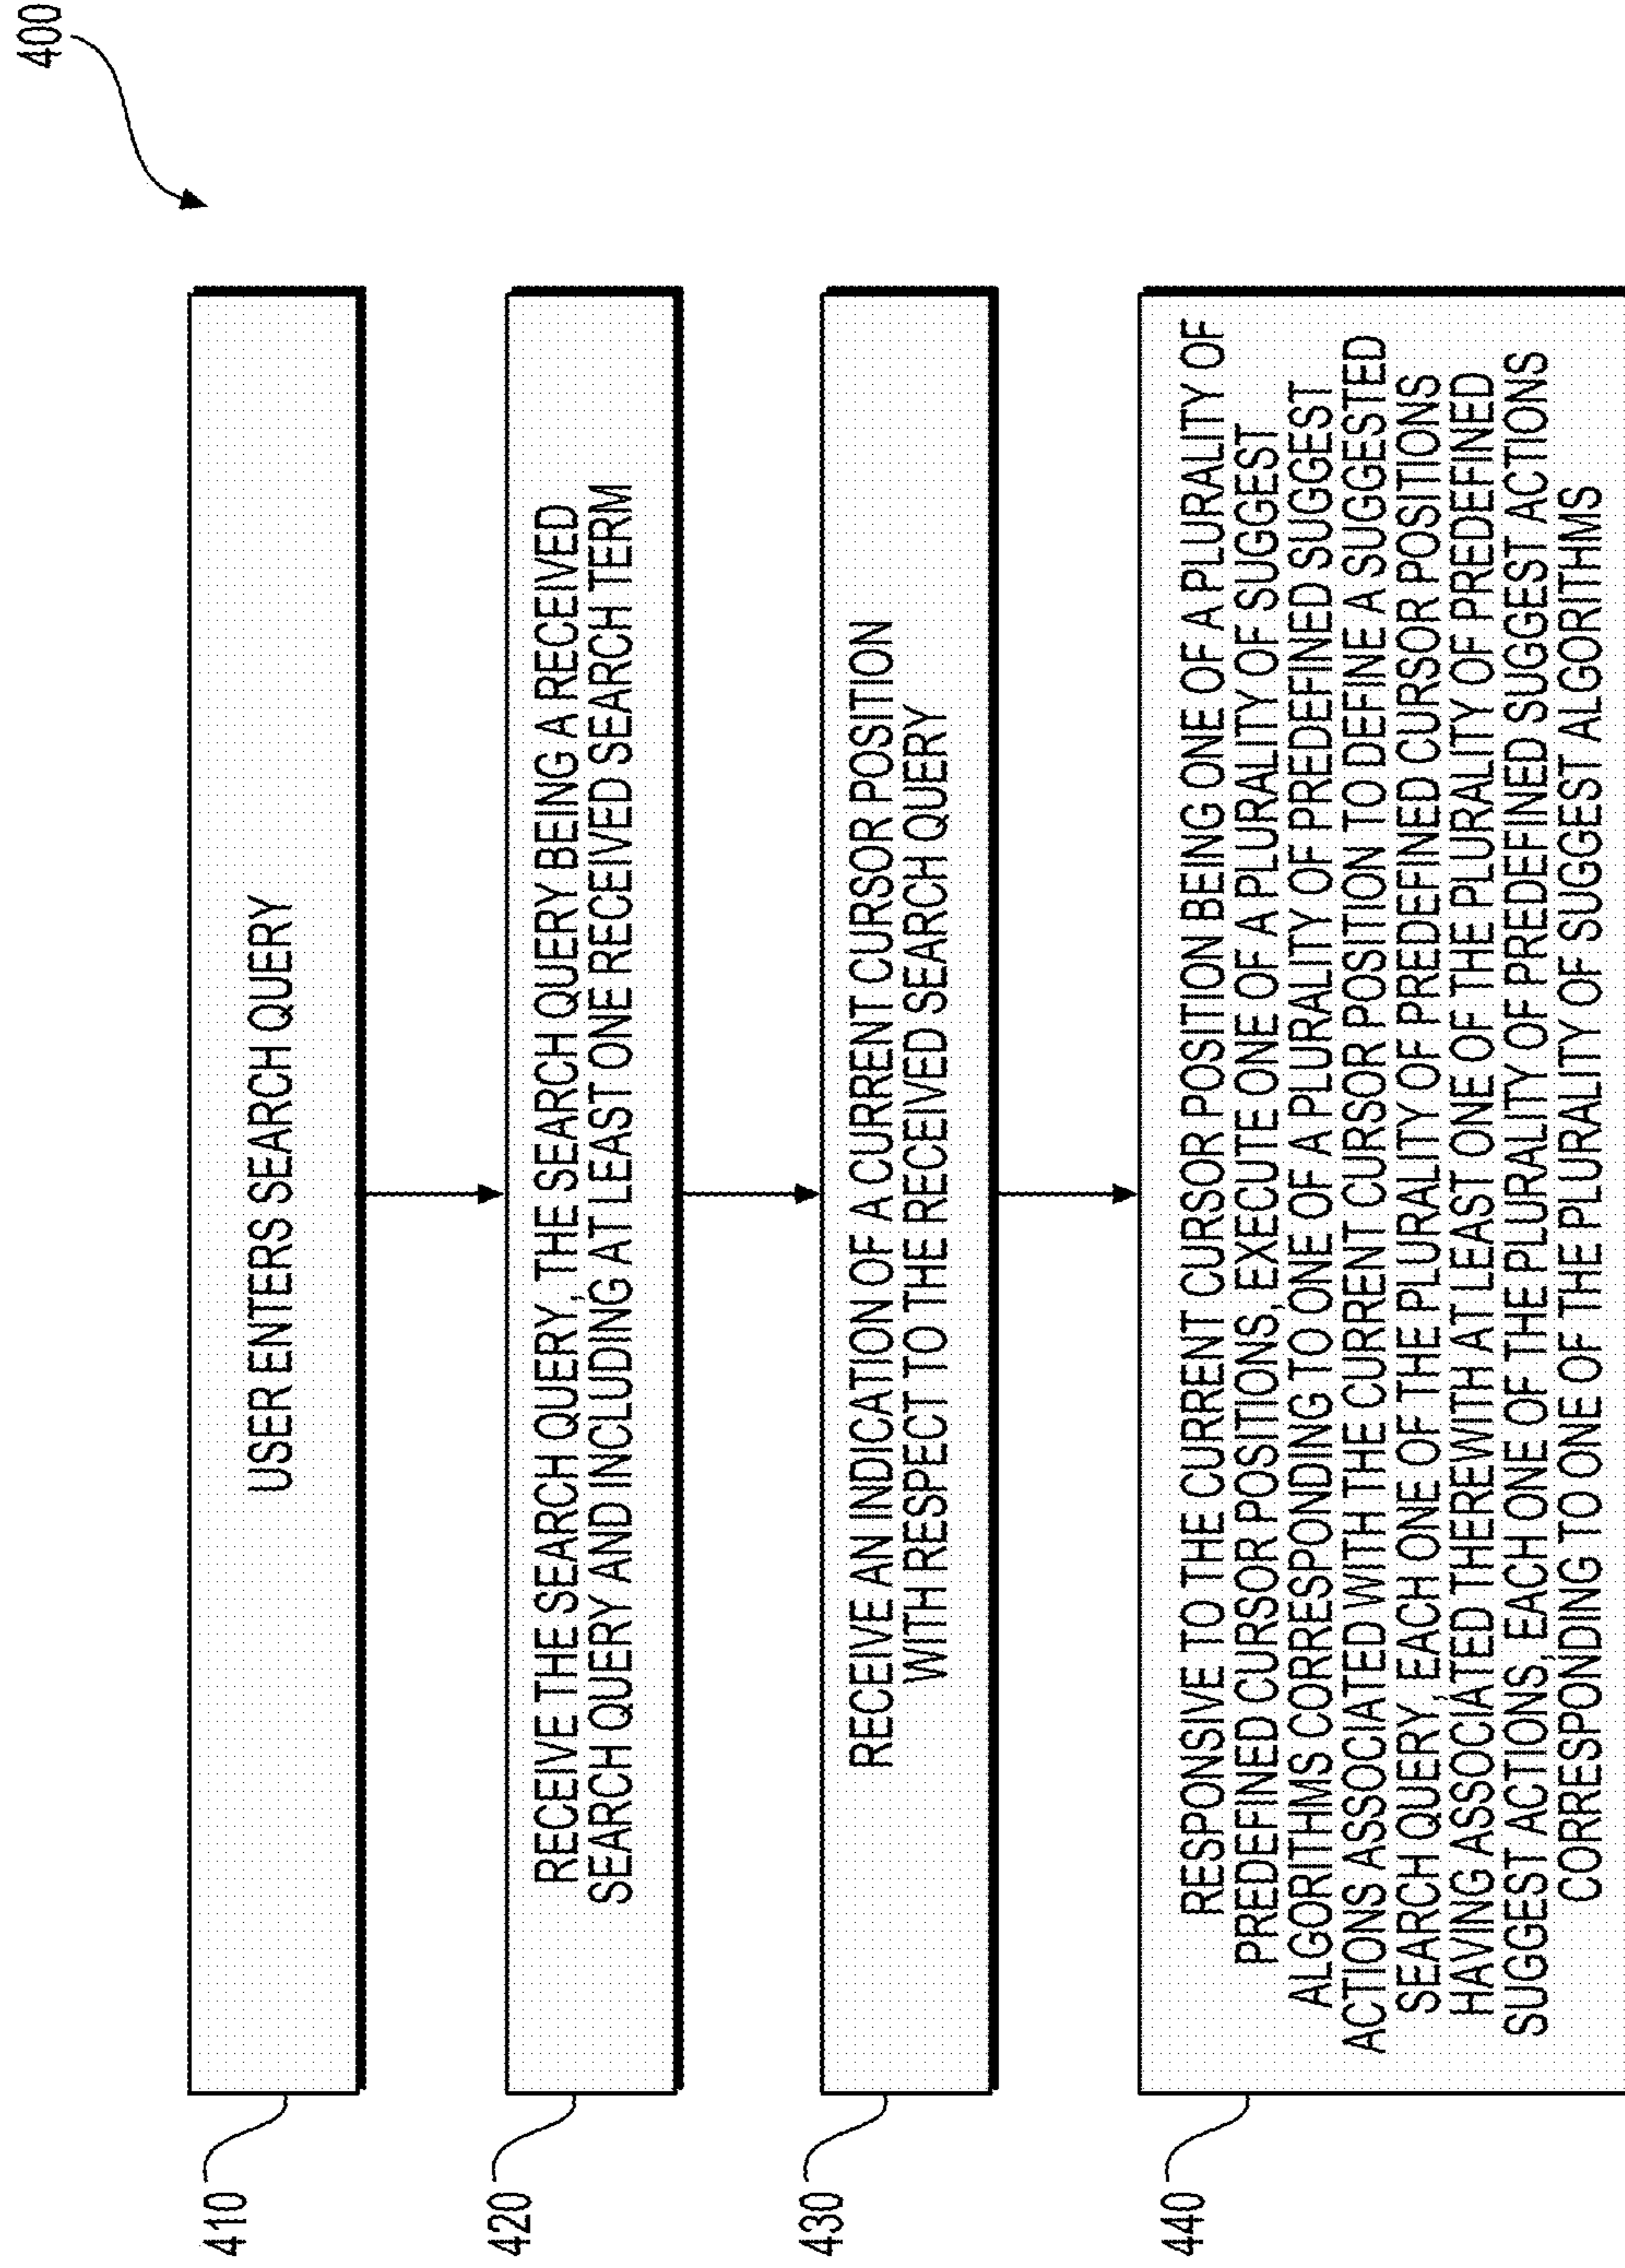 400
410
USER ENTERS SEARCH QUERY
420
RECEIVE THE SEARCH QUERY, THE SEARCH QUERY BEING A RECEIVED
SEARCH QUERY AND INCLUDING AT LEAST ONE RECEIVED SEARCH TERM
430
RECEIVE AN INDICATION OF A CURRENT CURSOR POSITION
WITH RESPECT TO THE RECEIVED SEARCH QUERY
440
RESPONSIVE TO THE CURRENT CURSOR POSITION BEING ONE OF A PLURALITY OF
PREDEFINED CURSOR POSITIONS, EXECUTE ONE OF A PLURALITY OF SUGGEST
ALGORITHMS CORRESPONDING TO ONE OF A PLURALITY OF PREDEFINED SUGGEST
ACTIONS ASSOCIATED WITH THE CURRENT CURSOR POSITION TO DEFINE A SUGGESTED
SEARCH QUERY, EACH ONE OF THE PLURALITY OF PREDEFINED CURSOR POSITIONS
HAVING ASSOCIATED THEREWITH AT LEAST ONE OF THE PLURALITY OF PREDEFINED
SUGGEST ACTIONS, EACH ONE OF THE PLURALITY OF PREDEFINED SUGGEST ACTIONS
CORRESPONDING TO ONE OF THE PLURALITY OF SUGGEST ALGORITHMS